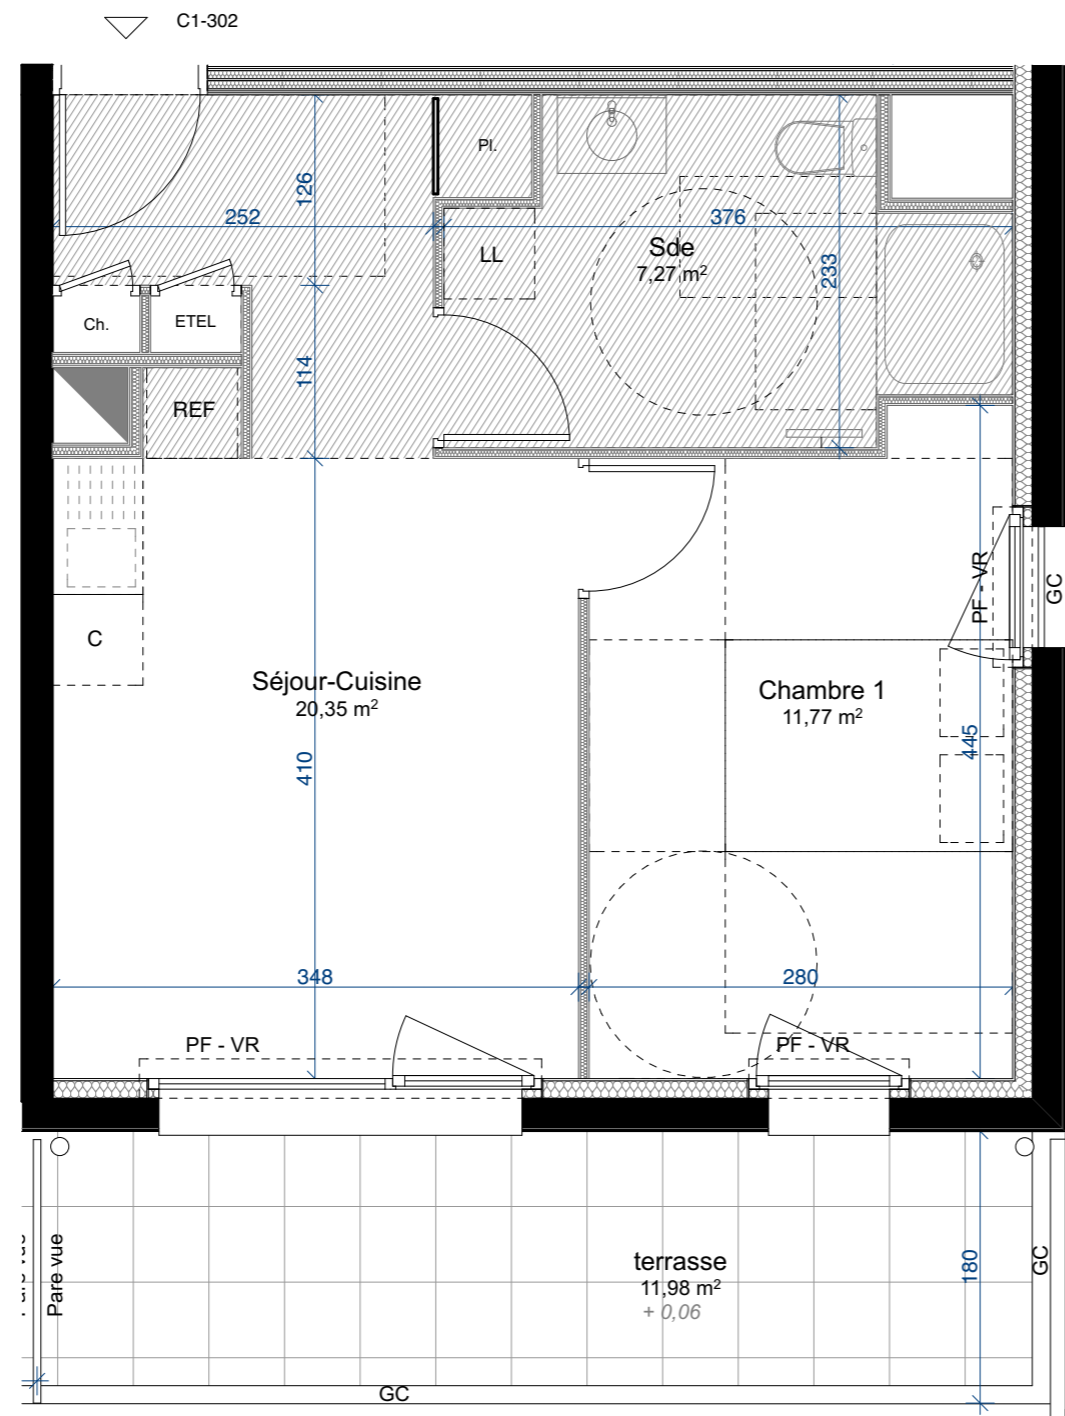 C1-302
Pl.
126
252
376
LL
Sde
7,27 m²
233
Ch.
ETEL
114
REF
C
PF - VR
GC
Séjour-Cuisine
20,35 m²
Chambre 1
11,77 m²
410
445
348
280
PF - VR
PF - VR
Pare vue
Pare vue
terrasse
11,98 m²
+ 0,06
180
GC
GC